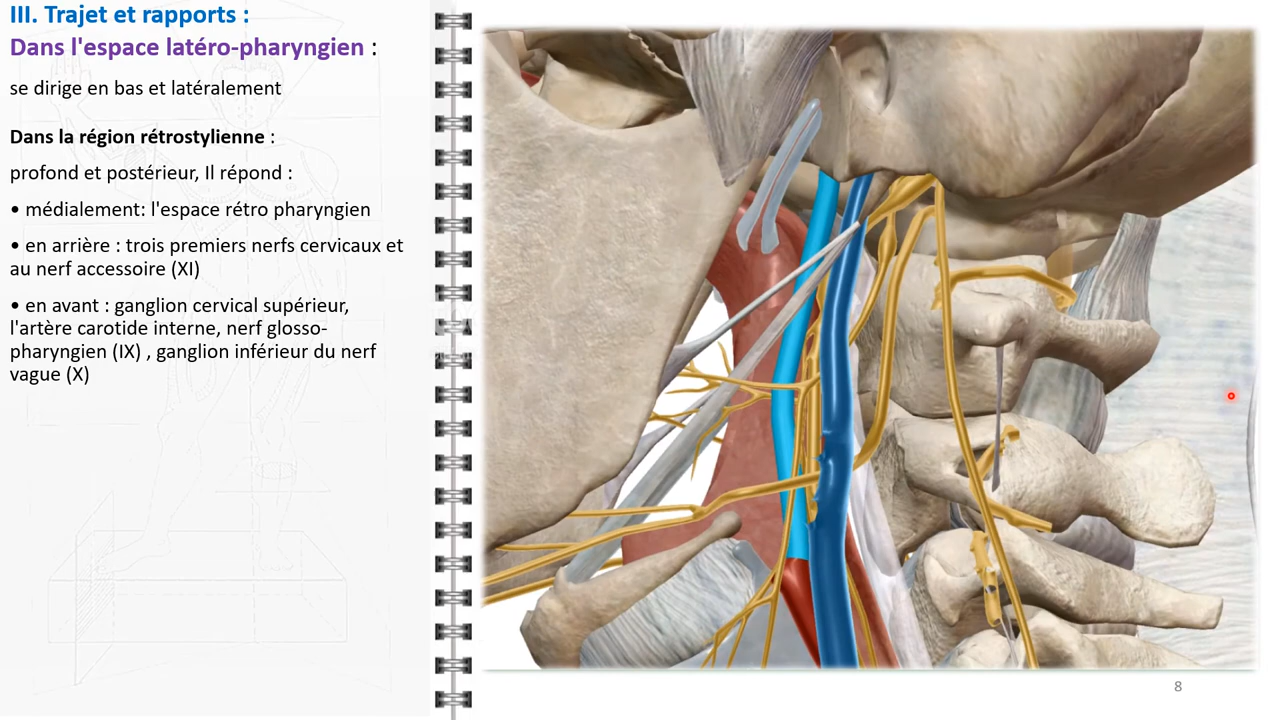 III. Trajet et rapports :
Dans l'espace latéro-pharyngien :
se dirige en bas et latéralement
Dans la région rétrostylienne :
profond et postérieur, Il répond :
• médialement: l'espace rétro pharyngien
• en arrière : trois premiers nerfs cervicaux et
au nerf accessoire (XI)
• en avant : ganglion cervical supérieur,
l'artère carotide interne, nerf glosso-
pharyngien (IX) , ganglion inférieur du nerf
vague (X)
8